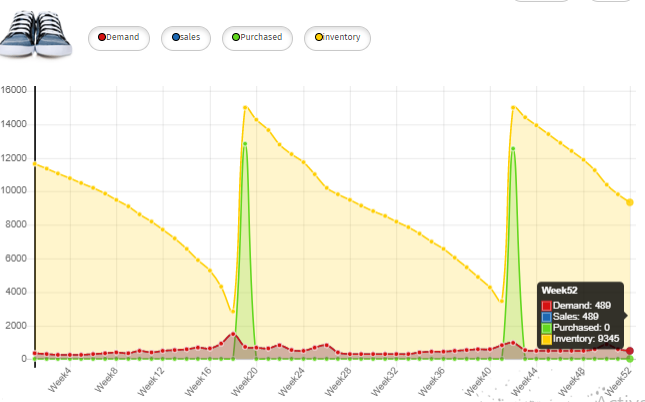 Demand
sales
Purchased
inventory
16000
14000
12000
10000
8000
6000
4000
2000
0
Week52
Demand: 489
Sales: 489
Purchased: 0
Inventory: 9345
Week4
Week8
Week12
Week16
Week20
Week24
Week28
Week32
Week36
Week40
Week44
Week48
Week52